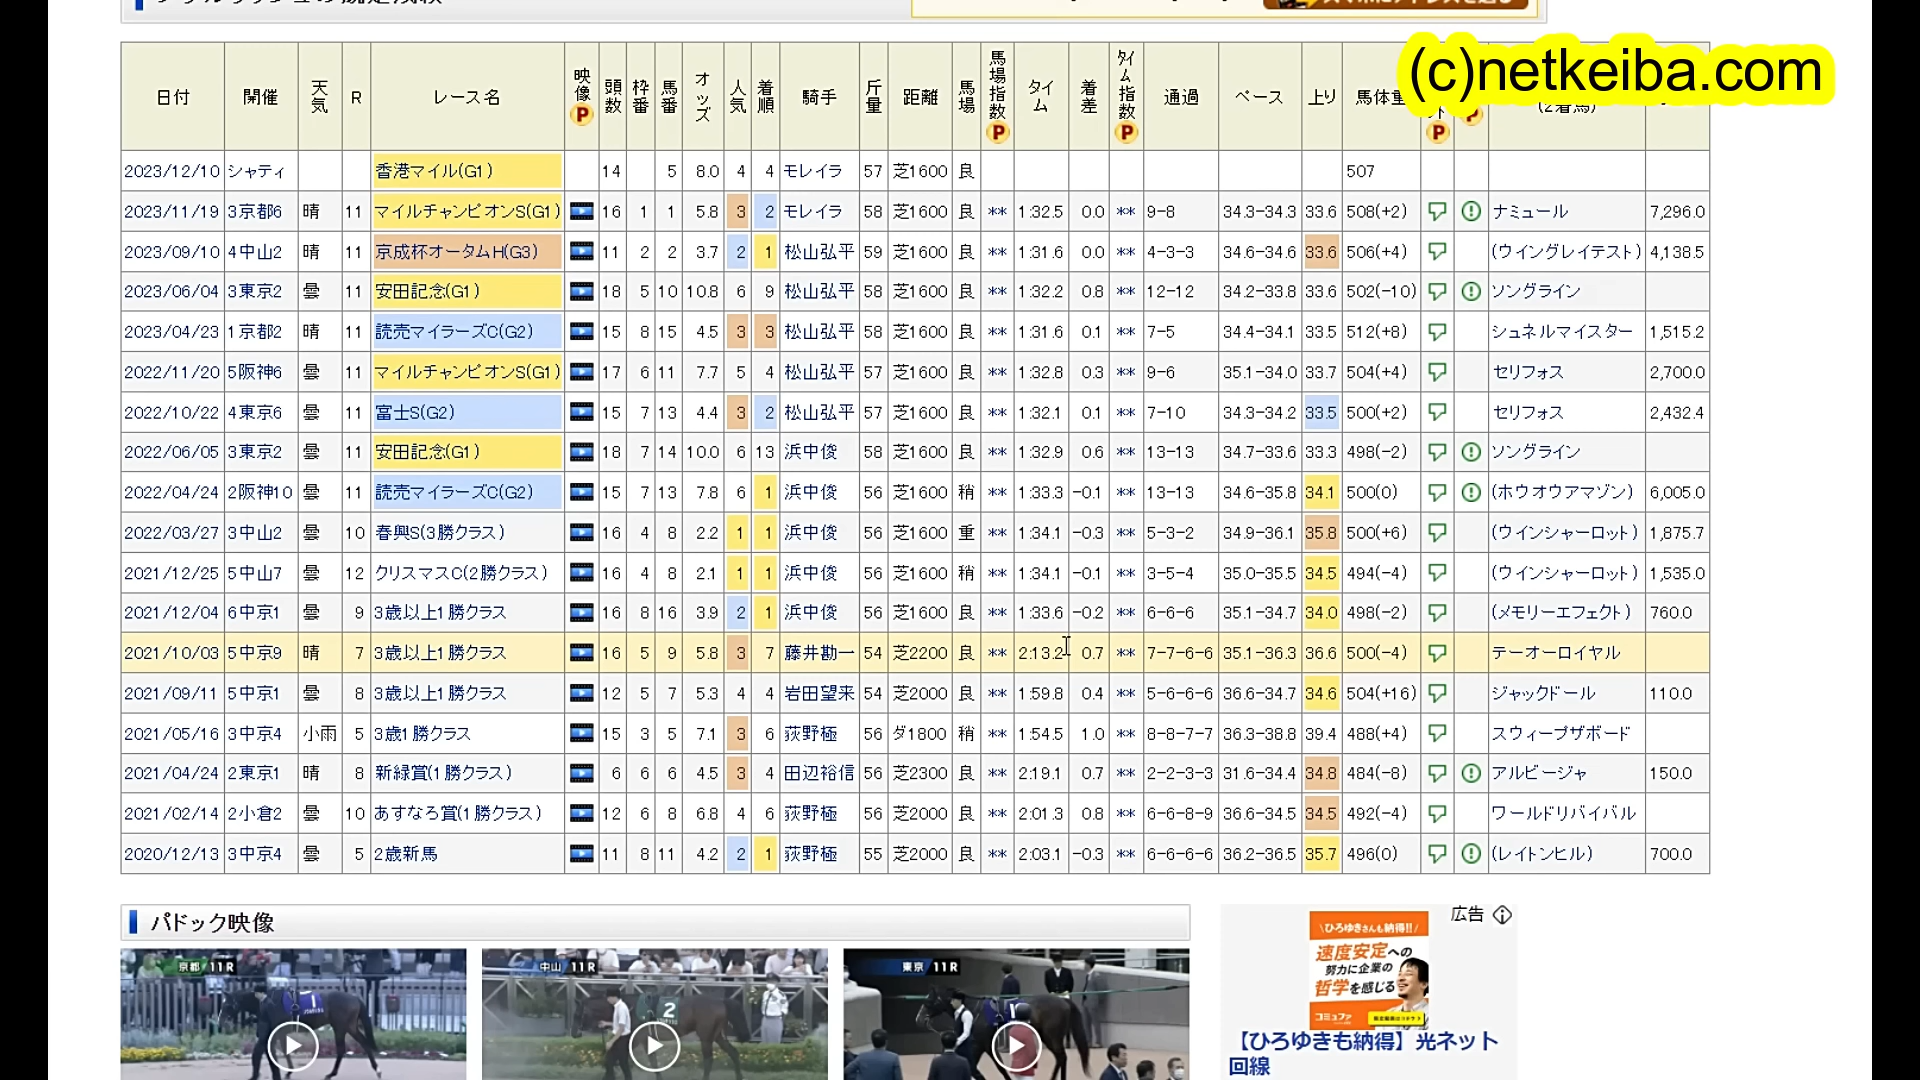 (c)netkeiba.com
日付 開催 天気 R レース名 映像 頭数 枠番 馬番 オッズ 人気 着順 騎手 斤量 距離 馬場 馬場指数 タイム 着差 タイム指数 通過 ペース 上り 馬体重
2023/12/10 シャティ 香港マイル(G1) 14 5 8.0 4 4 モレイラ 57 芝1600 良 507
2023/11/19 3京都6 晴 11 マイルチャンピオンS(G1) 16 1 1 5.8 3 2 モレイラ 58 芝1600 良 ** 1:32.5 0.0 ** 9-8 34.3-34.3 33.6 508(+2) ナミュール 7,296.0
2023/09/10 4中山2 晴 11 京成杯オータムH(G3) 11 2 2 3.7 2 1 松山弘平 59 芝1600 良 ** 1:31.6 0.0 ** 4-3-3 34.6-34.6 33.6 506(+4) (ウイングレイテスト) 4,138.5
2023/06/04 3東京2 曇 11 安田記念(G1) 18 5 10 10.8 6 9 松山弘平 58 芝1600 良 ** 1:32.2 0.8 ** 12-12 34.2-33.8 33.6 502(-10) ソングライン
2023/04/23 1京都2 晴 11 読売マイラーズC(G2) 15 8 15 4.5 3 3 松山弘平 58 芝1600 良 ** 1:31.6 0.1 ** 7-5 34.4-34.1 33.5 512(+8) シュネルマイスター 1,515.2
2022/11/20 5阪神6 曇 11 マイルチャンピオンS(G1) 17 6 11 7.7 5 4 松山弘平 57 芝1600 良 ** 1:32.8 0.3 ** 9-6 35.1-34.0 33.7 504(+4) セリフォス 2,700.0
2022/10/22 4東京6 曇 11 富士S(G2) 15 7 13 4.4 3 2 松山弘平 57 芝1600 良 ** 1:32.1 0.1 ** 7-10 34.3-34.2 33.5 500(+2) セリフォス 2,432.4
2022/06/05 3東京2 曇 11 安田記念(G1) 18 7 14 10.0 6 13 浜中俊 58 芝1600 良 ** 1:32.9 0.6 ** 13-13 34.7-33.6 33.3 498(-2) ソングライン
2022/04/24 2阪神10 曇 11 読売マイラーズC(G2) 15 7 13 7.8 6 1 浜中俊 56 芝1600 稍 ** 1:33.3 -0.1 ** 13-13 34.6-35.8 34.1 500(0) (ホウオウアマゾン) 6,005.0
2022/03/27 3中山2 曇 10 春興S(3勝クラス) 16 4 8 2.2 1 1 浜中俊 56 芝1600 重 ** 1:34.1 -0.3 ** 5-3-2 34.9-36.1 35.8 500(+6) (ウインシャーロット) 1,875.7
2021/12/25 5中山7 曇 12 クリスマスC(2勝クラス) 16 4 8 2.1 1 1 浜中俊 56 芝1600 稍 ** 1:34.1 -0.1 ** 3-5-4 35.0-35.5 34.5 494(-4) (ウインシャーロット) 1,535.0
2021/12/04 6中京1 曇 9 3歳以上1勝クラス 16 8 16 3.9 2 1 浜中俊 56 芝1600 良 ** 1:33.6 -0.2 ** 6-6-6 35.1-34.7 34.0 498(-2) (メモリーエフェクト) 760.0
2021/10/03 5中京9 晴 7 3歳以上1勝クラス 16 5 9 5.8 3 7 藤井勘一 54 芝2200 良 ** 2:13.2 0.7 ** 7-7-6-6 35.1-36.3 36.6 500(-4) テーオーロイヤル
2021/09/11 5中京1 曇 8 3歳以上1勝クラス 12 5 7 5.3 4 4 岩田望来 54 芝2000 良 ** 1:59.8 0.4 ** 5-6-6-6 36.6-34.7 34.6 504(+16) ジャックドール 110.0
2021/05/16 3中京4 小雨 5 3歳1勝クラス 15 3 5 7.1 3 6 荻野極 56 ダ1800 稍 ** 1:54.5 1.0 ** 8-8-7-7 36.3-38.8 39.4 488(+4) スウィープザボード
2021/04/24 2東京1 晴 8 新緑賞(1勝クラス) 6 6 6 4.5 3 4 田辺裕信 56 芝2300 良 ** 2:19.1 0.7 ** 2-2-3-3 31.6-34.4 34.8 484(-8) アルビージャ 150.0
2021/02/14 2小倉2 曇 10 あすなろ賞(1勝クラス) 12 6 8 6.8 4 6 荻野極 56 芝2000 良 ** 2:01.3 0.8 ** 6-6-8-9 36.6-34.5 34.5 492(-4) ワールドリバイバル
2020/12/13 3中京4 曇 5 2歳新馬 11 8 11 4.2 2 1 荻野極 55 芝2000 良 ** 2:03.1 -0.3 ** 6-6-6-6 36.2-36.5 35.7 496(0) (レイトンヒル) 700.0
パドック映像
広告
京都 11R
中山 11R
東京 11R
\ひろゆきさんも納得!!/
速度安定への
努力に企業の
哲学を感じる
コミュファ
【ひろゆきも納得】光ネット
回線